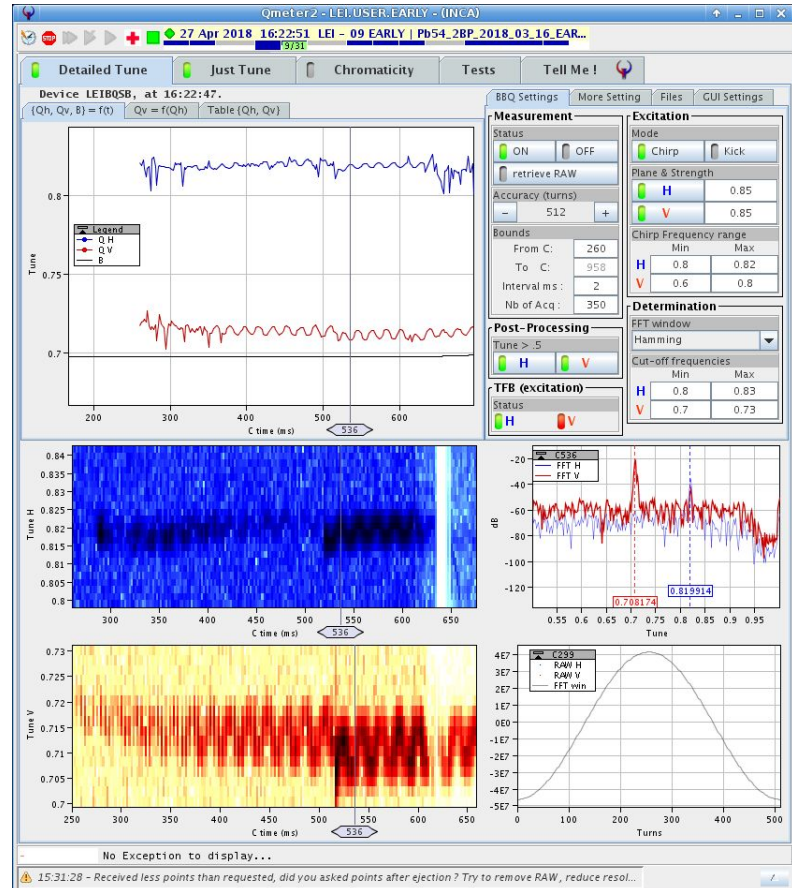 Qmeter2 - LEI.USER.EARLY - (INCA)
STOP
27 Apr 2018 16:22:51 LEI - 09 EARLY | Pb54_2BP_2018_03_16_EAR...
9/31
Detailed Tune
Just Tune
Chromaticity
Tests
Tell Me !
Device LEIBQSB, at 16:22:47.
{Qh, Qv, B} = f(t)
Qv = f(Qh)
Table {Qh, Qv}
0.8
0.75
0.7
Tune
Legend
Q H
Q V
B
200 300 400 500 600
C time (ms)
536
BBQ Settings
More Setting
Files
GUI Settings
Measurement
Status
ON
OFF
retrieve RAW
Accuracy (turns)
- 512 +
Bounds
From C: 260
To C: 958
Interval ms : 2
Nb of Acq : 350
Post-Processing
Tune > .5
H
V
TFB (excitation)
Status
H
V
Excitation
Mode
Chirp
Kick
Plane & Strength
H 0.85
V 0.85
Chirp Frequency range
Min Max
H 0.8 0.82
V 0.6 0.8
Determination
FFT window
Hamming
Cut-off frequencies
Min Max
H 0.8 0.83
V 0.7 0.73
0.84
0.835
0.83
0.825
0.82
0.815
0.81
0.805
0.8
Tune H
300 350 400 450 500 550 600 650
C time (ms)
536
C536
FFT H
FFT V
-20
-40
-60
-80
-100
-120
dB
0.708174
0.819914
0.55 0.6 0.65 0.7 0.75 0.8 0.85 0.9 0.95
Tune
0.73
0.725
0.72
0.715
0.71
0.705
0.7
Tune V
250 300 350 400 450 500 550 600 650
C time (ms)
536
C299
RAW H
RAW V
FFT win
4E7
3E7
2E7
1E7
0E0
-1E7
-2E7
-3E7
-4E7
-5E7
0 100 200 300 400 500
Turns
- No Exception to display...
15:31:28 - Received less points than requested, did you asked points after ejection ? Try to remove RAW, reduce resol...